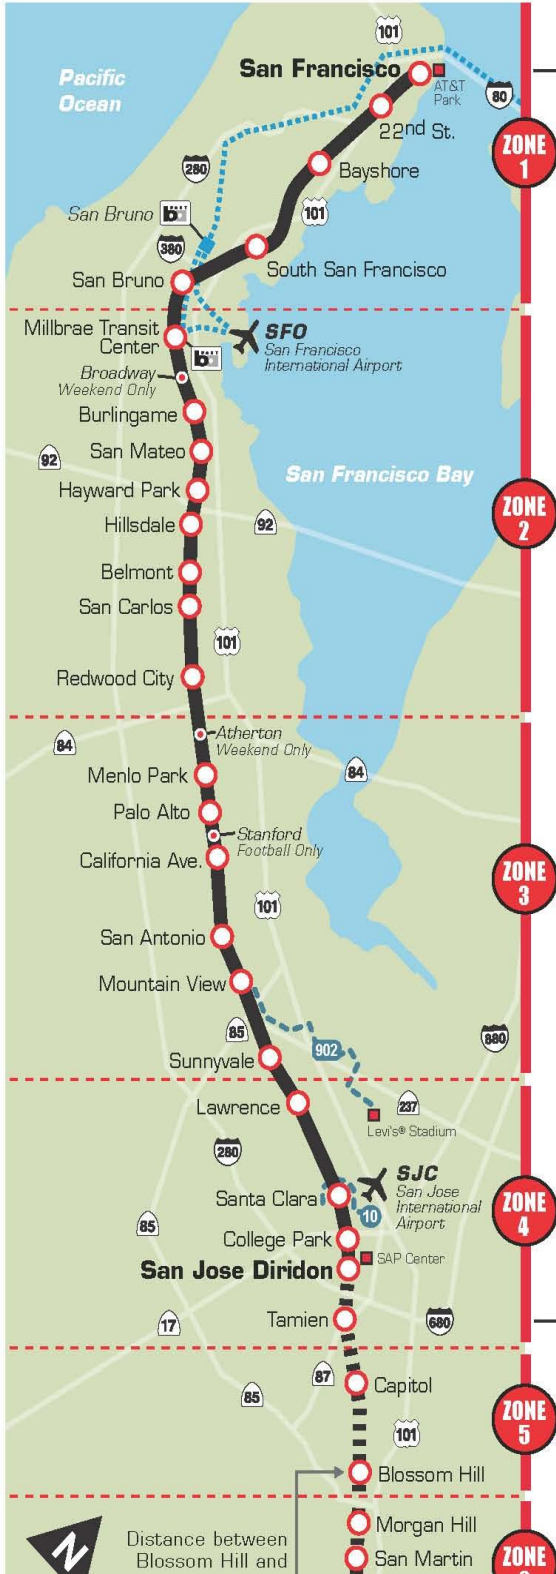 101
Pacific
Ocean
San Francisco
AT&T
Park
80
22nd St.
ZONE
1
280
Bayshore
San Bruno
ba
101
380
South San Francisco
San Bruno
Millbrae Transit
Center
ba
SFO
San Francisco
International Airport
Broadway
Weekend Only
Burlingame
San Mateo
92
San Francisco Bay
Hayward Park
ZONE
2
Hillsdale
92
Belmont
San Carlos
101
Redwood City
Atherton
Weekend Only
84
84
Menlo Park
Palo Alto
Stanford
Football Only
California Ave.
ZONE
3
101
San Antonio
Mountain View
85
902
880
Sunnyvale
Lawrence
237
Levi's® Stadium
280
SJC
San Jose
International
Airport
Santa Clara
10
ZONE
4
85
College Park
SAP Center
San Jose Diridon
Tamien
17
680
87
Capitol
85
ZONE
5
101
Blossom Hill
Morgan Hill
N
Distance between
Blossom Hill and
San Martin
ZONE